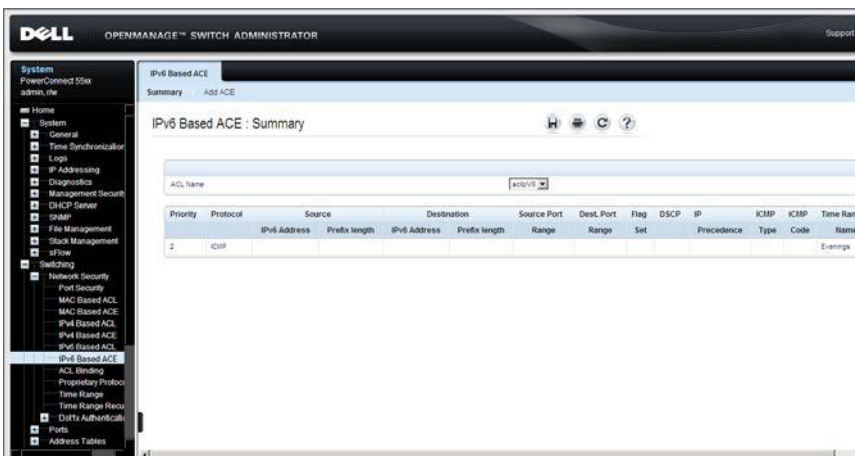 DELL
OPENMANAGE™ SWITCH ADMINISTRATOR
Support
System
PowerConnect 55xx
admin, r/w
Home
System
General
Time Synchronization
Logs
IP Addressing
Diagnostics
Management Securit
DHCP Server
SNMP
File Management
Stack Management
sFlow
Switching
Network Security
Port Security
MAC Based ACL
MAC Based ACE
IPv4 Based ACL
IPv4 Based ACE
IPv6 Based ACL
IPv6 Based ACE
ACL Binding
Proprietary Protoco
Time Range
Time Range Recu
Dot1x Authenticatio
Ports
Address Tables
IPv6 Based ACE
Summary Add ACE
IPv6 Based ACE : Summary
ACL Name aclipV6
Priority Protocol Source Destination Source Port Dest. Port Flag DSCP IP ICMP ICMP Time Ran
IPv6 Address Prefix length IPv6 Address Prefix length Range Range Set Precedence Type Code Name
2 ICMP Evenings